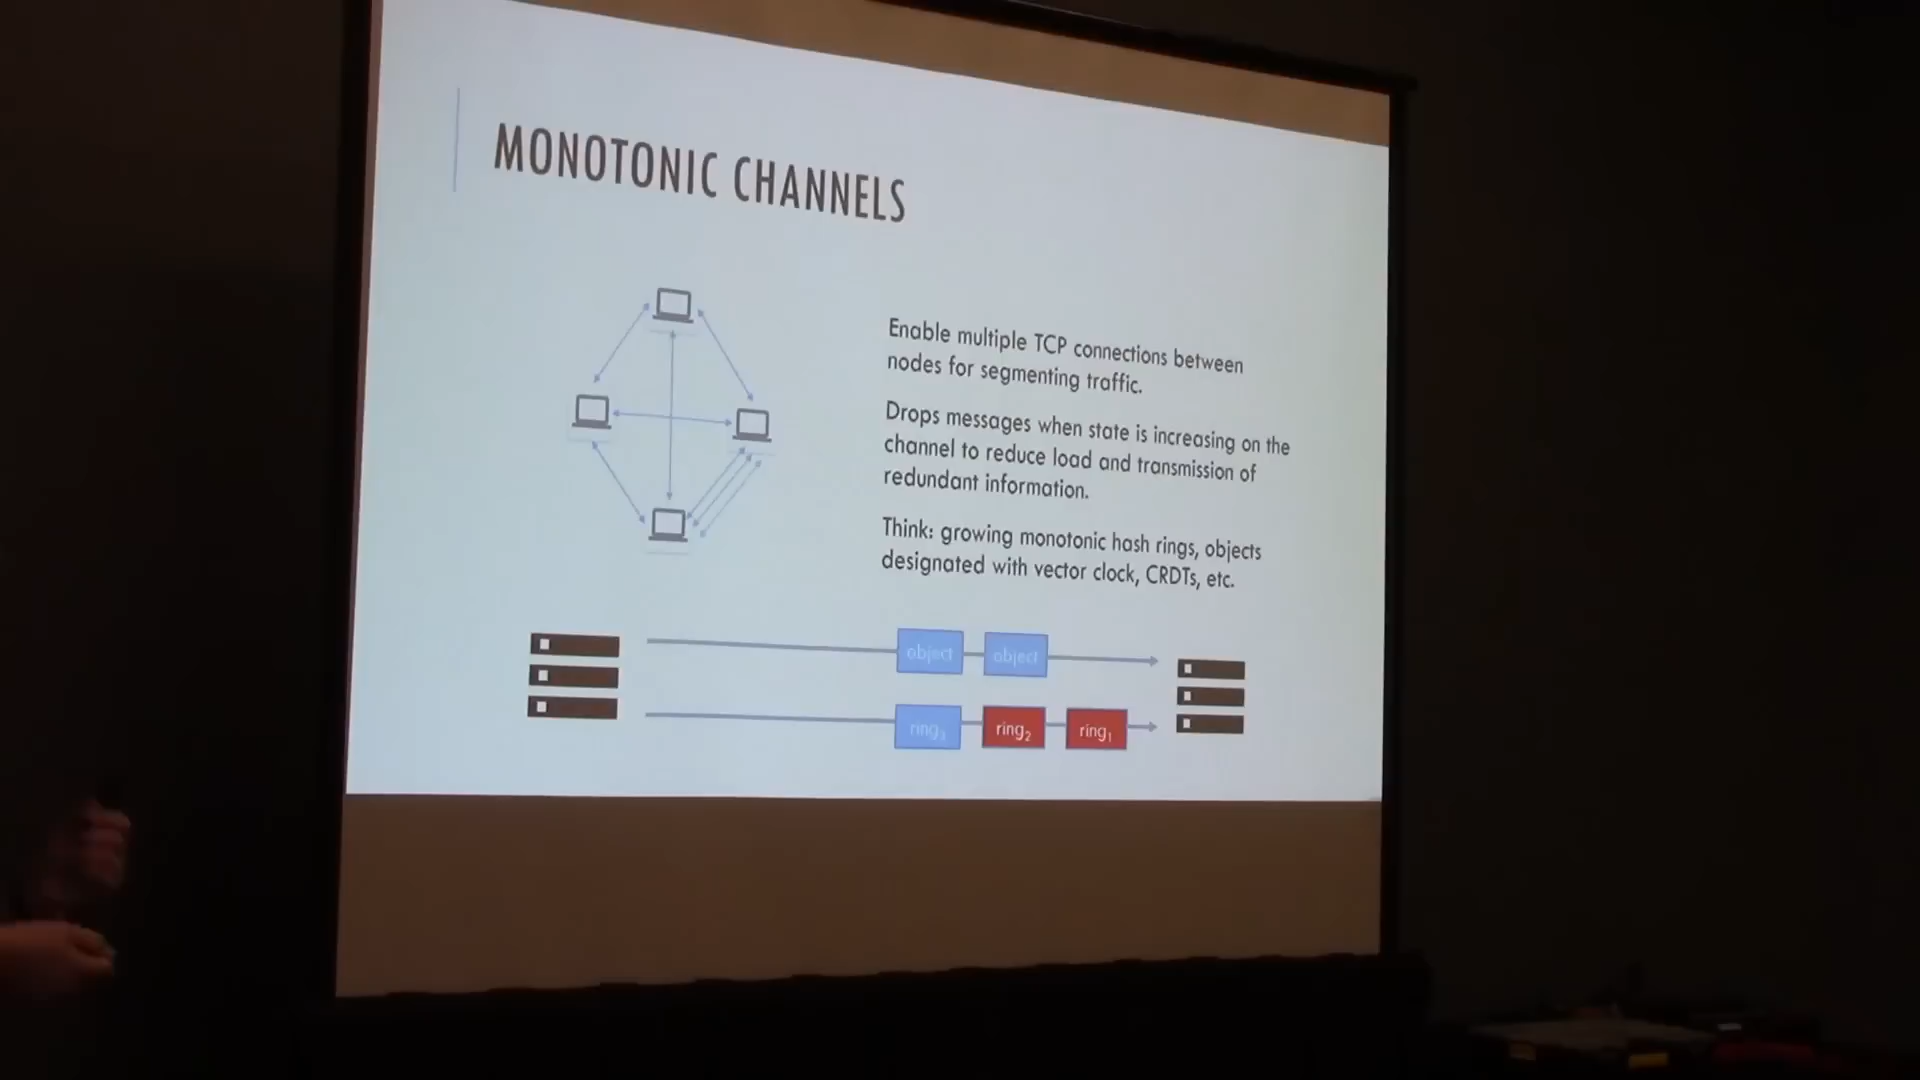 MONOTONIC CHANNELS
Enable multiple TCP connections between
nodes for segmenting traffic.
Drops messages when state is increasing on the
channel to reduce load and transmission of
redundant information.
Think: growing monotonic hash rings, objects
designated with vector clock, CRDTs, etc.
object object
ring₃ ring₂ ring₁